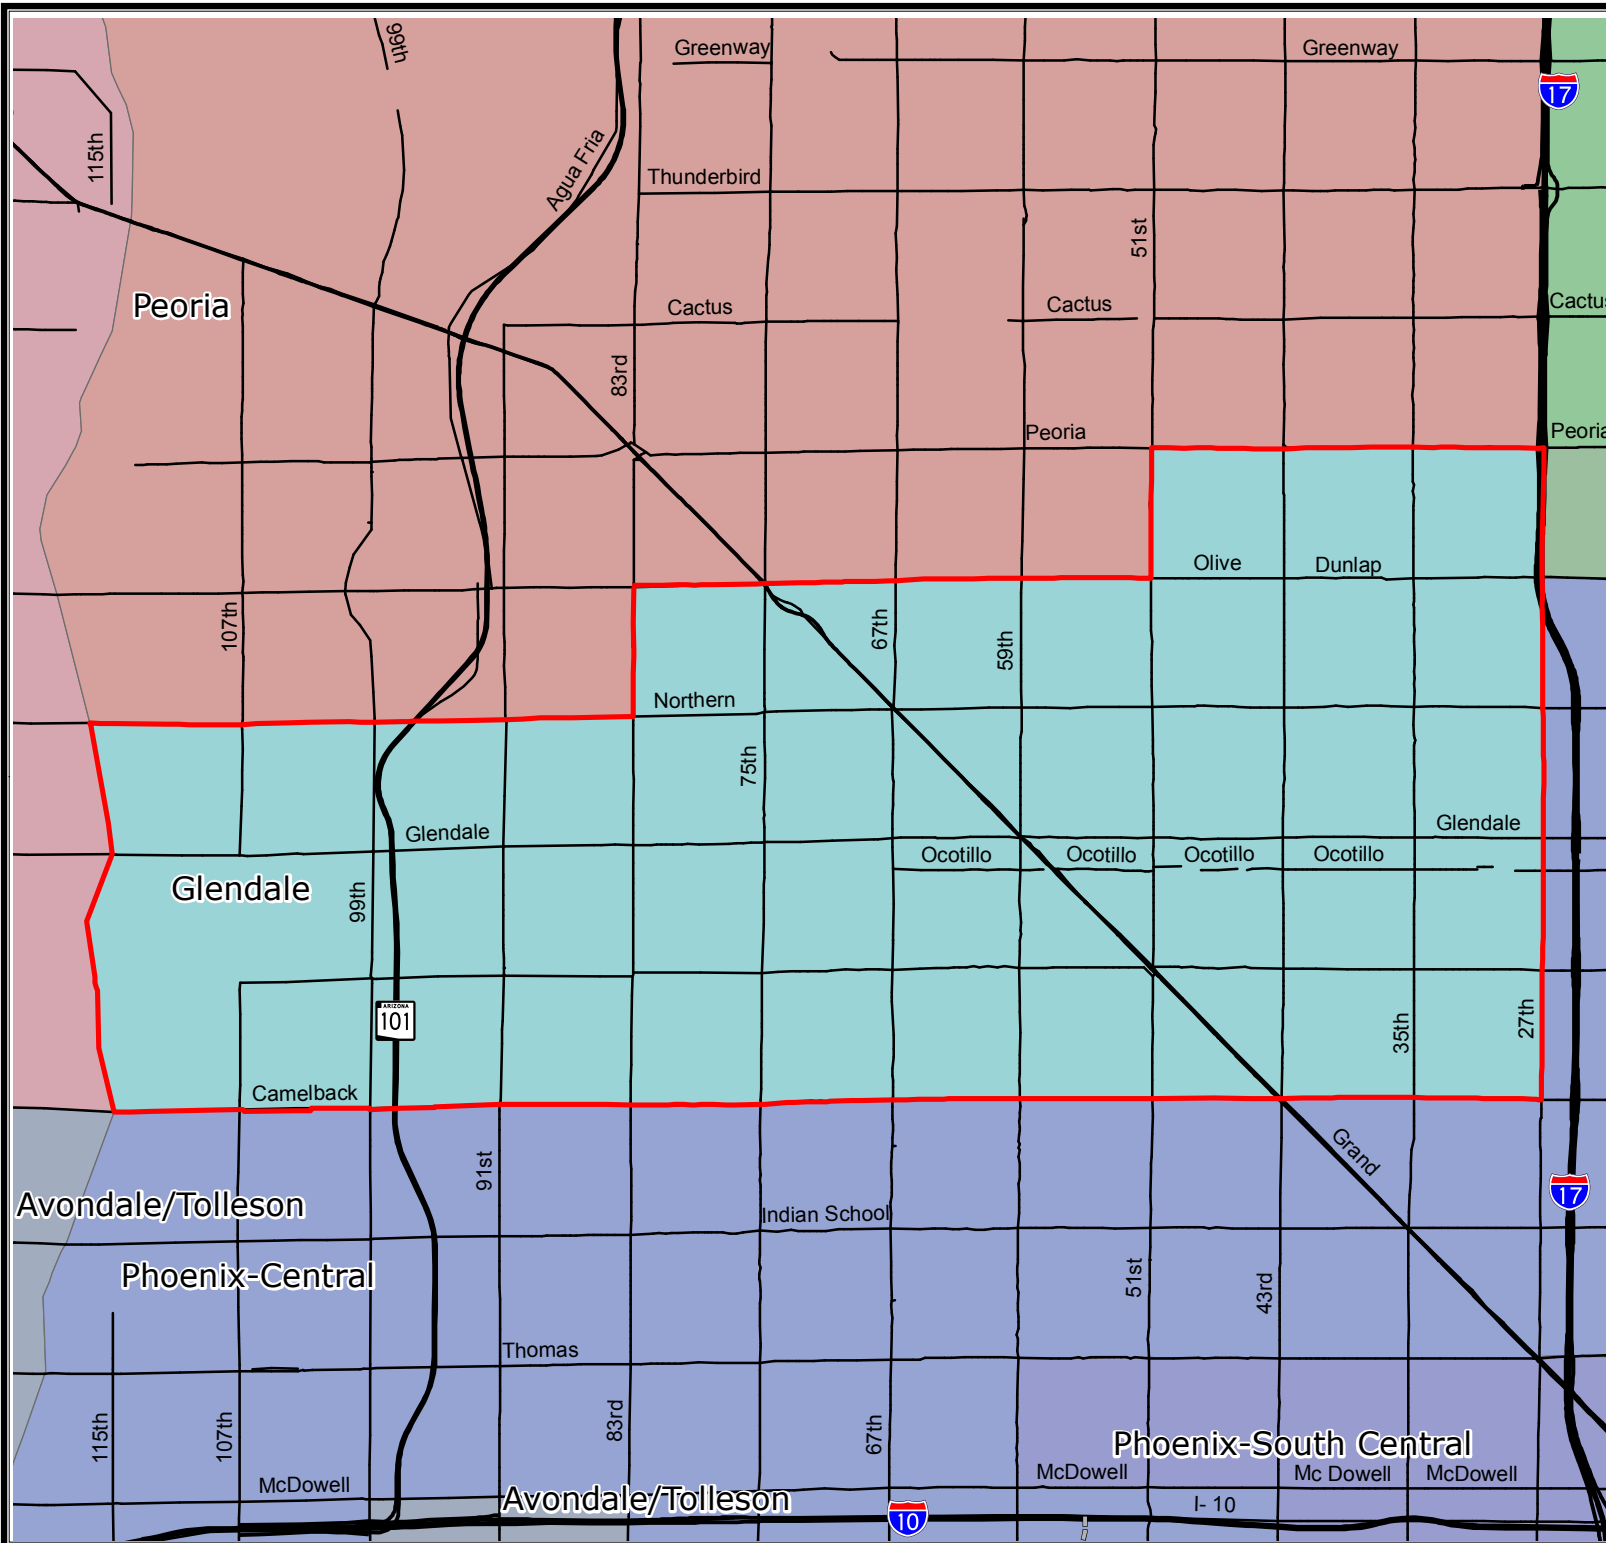 99th
Greenway
Greenway
17
115th
Agua Fria
Thunderbird
51st
Peoria
Cactus
Cactus
Cactus
83rd
Peoria
Peoria
Olive
Dunlap
107th
67th
59th
Northern
75th
Glendale
Glendale
Ocotillo
Ocotillo
Ocotillo
Ocotillo
Glendale
99th
ARIZONA
101
35th
27th
Camelback
Grand
91st
17
Avondale/Tolleson
Indian School
Phoenix-Central
51st
43rd
Thomas
115th
107th
83rd
67th
Phoenix-South Central
McDowell
Mc Dowell
McDowell
McDowell
Avondale/Tolleson
I- 10
10